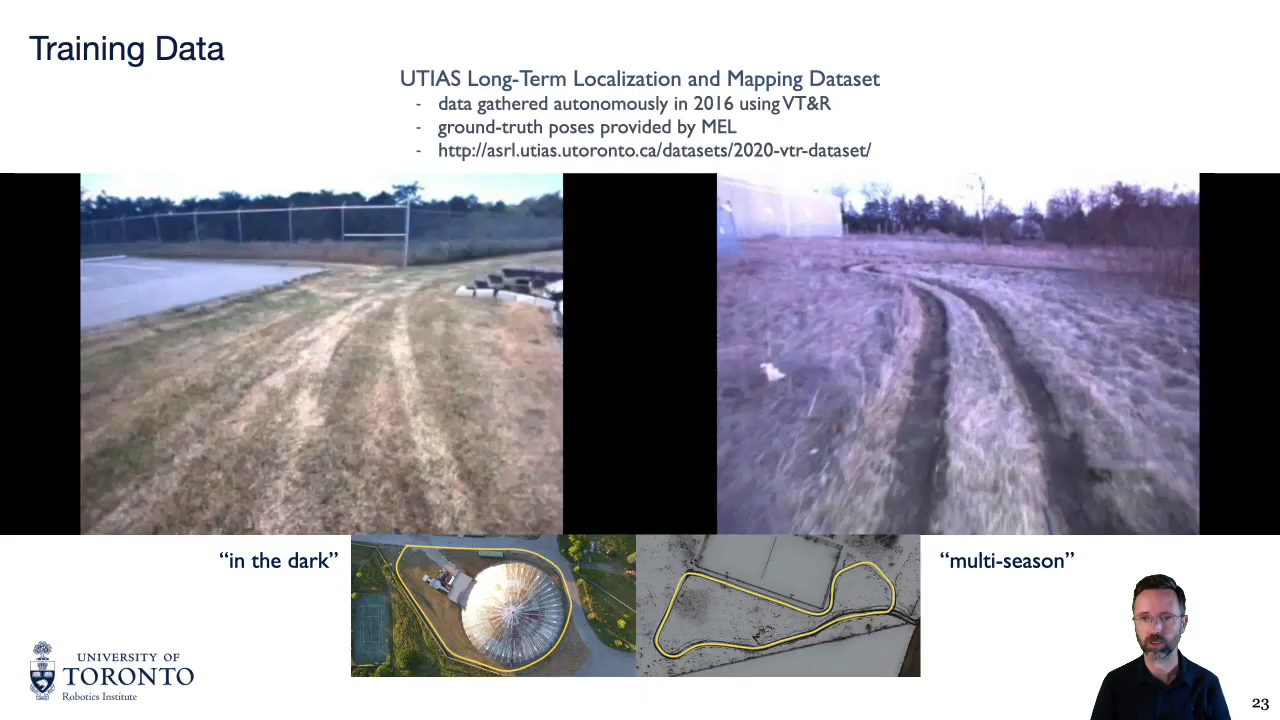 Training Data
UTIAS Long-Term Localization and Mapping Dataset
- data gathered autonomously in 2016 using VT&R
- ground-truth poses provided by MEL
- http://asrl.utias.utoronto.ca/datasets/2020-vtr-dataset/
“in the dark”
“multi-season”
UNIVERSITY OF
TORONTO
Robotics Institute
23